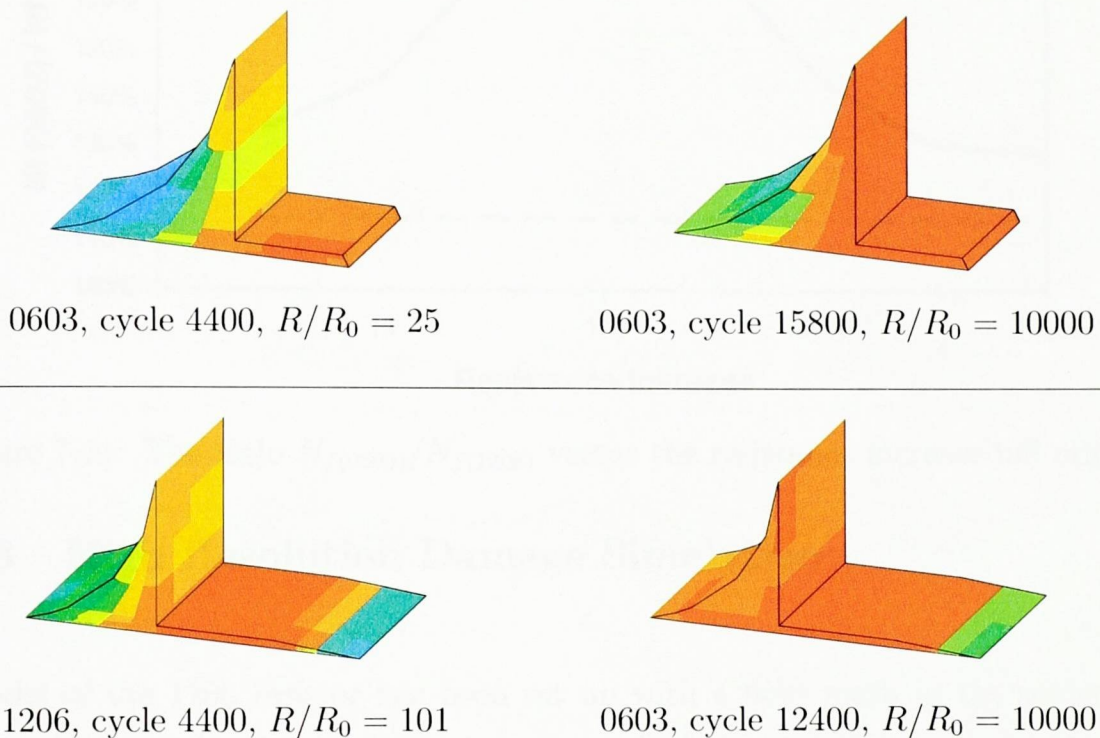 0603, cycle 4400, R/R₀ = 25
0603, cycle 15800, R/R₀ = 10000
1206, cycle 4400, R/R₀ = 101
0603, cycle 12400, R/R₀ = 10000